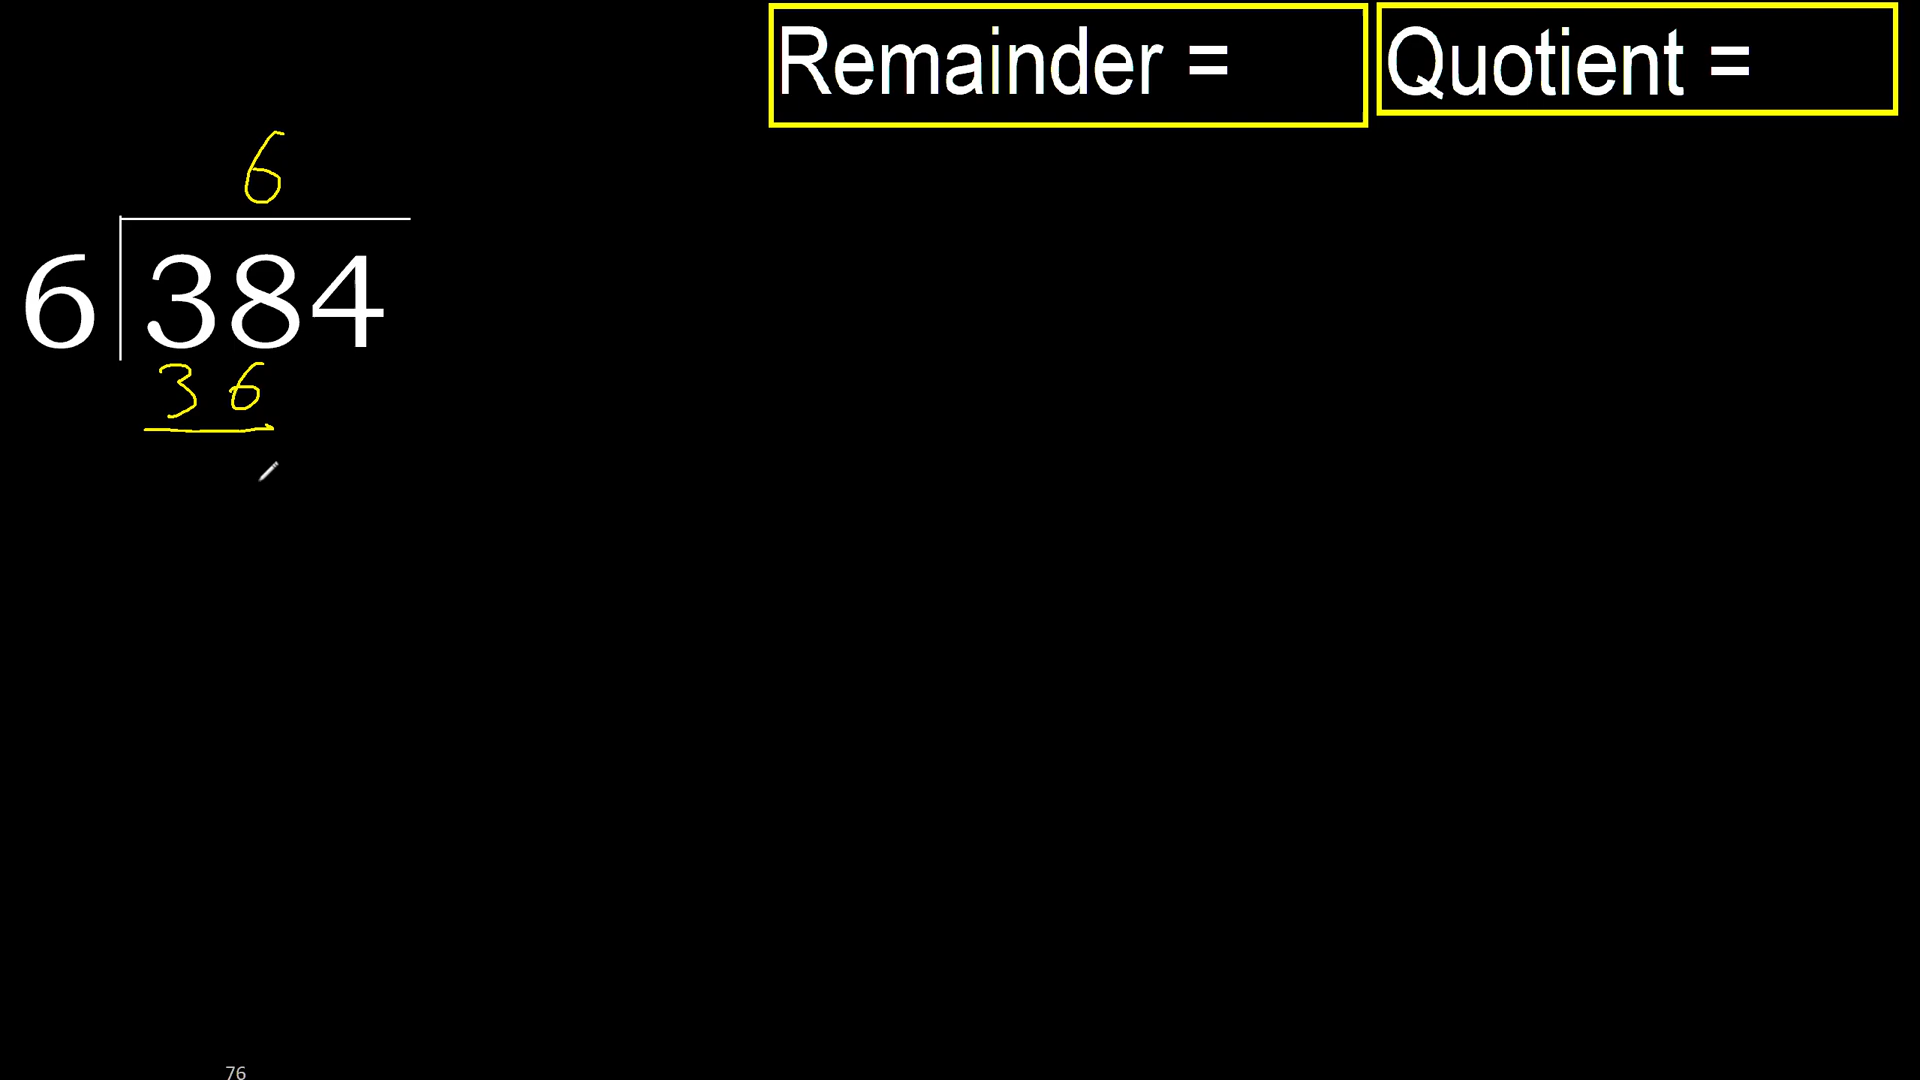 Remainder =
Quotient =
6
6 384
36
76